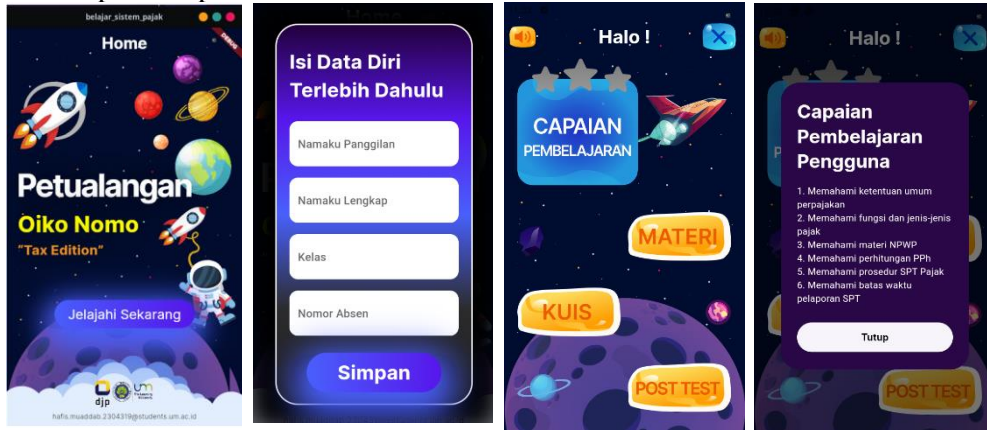 belajar_sistem_pajak
Home
DEBUG
Petualangan
Oiko Nomo
"Tax Edition"
Jelajahi Sekarang
djp
um
hafis.muaddab.2304319@students.um.ac.id
Isi Data Diri
Terlebih Dahulu
Namaku Panggilan
Namaku Lengkap
Kelas
Nomor Absen
Simpan
Halo !
CAPAIAN
PEMBELAJARAN
MATERI
KUIS
POST TEST
Halo !
Capaian
Pembelajaran
Pengguna
1. Memahami ketentuan umum
perpajakan
2. Memahami fungsi dan jenis-jenis
pajak
3. Memahami materi NPWP
4. Memahami perhitungan PPh
5. Memahami prosedur SPT Pajak
6. Memahami batas waktu
pelaporan SPT
Tutup
POST TEST